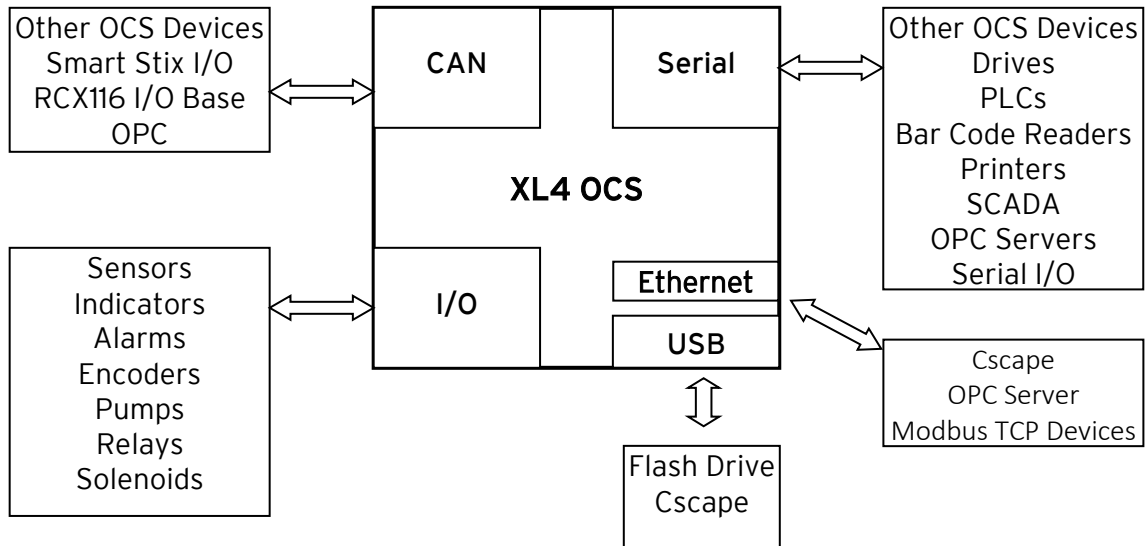 Other OCS Devices
Smart Stix I/O
RCX116 I/O Base
OPC
CAN
Serial
XL4 OCS
Other OCS Devices
Drives
PLCs
Bar Code Readers
Printers
SCADA
OPC Servers
Serial I/O
Sensors
Indicators
Alarms
Encoders
Pumps
Relays
Solenoids
I/O
Ethernet
USB
Cscape
OPC Server
Modbus TCP Devices
Flash Drive
Cscape